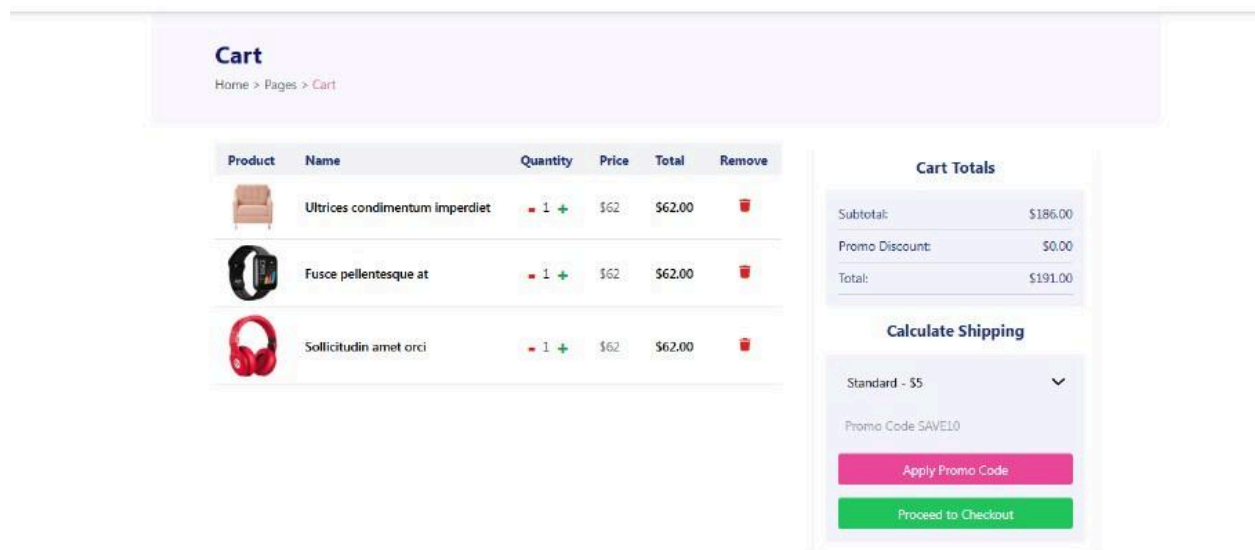 Cart
Home > Pages > Cart
Product Name Quantity Price Total Remove
Ultrices condimentum imperdiet - 1 + $62 $62.00
Fusce pellentesque at - 1 + $62 $62.00
Sollicitudin amet orci - 1 + $62 $62.00
Cart Totals
Subtotal: $186.00
Promo Discount: $0.00
Total: $191.00
Calculate Shipping
Standard - $5
Promo Code SAVE10
Apply Promo Code
Proceed to Checkout